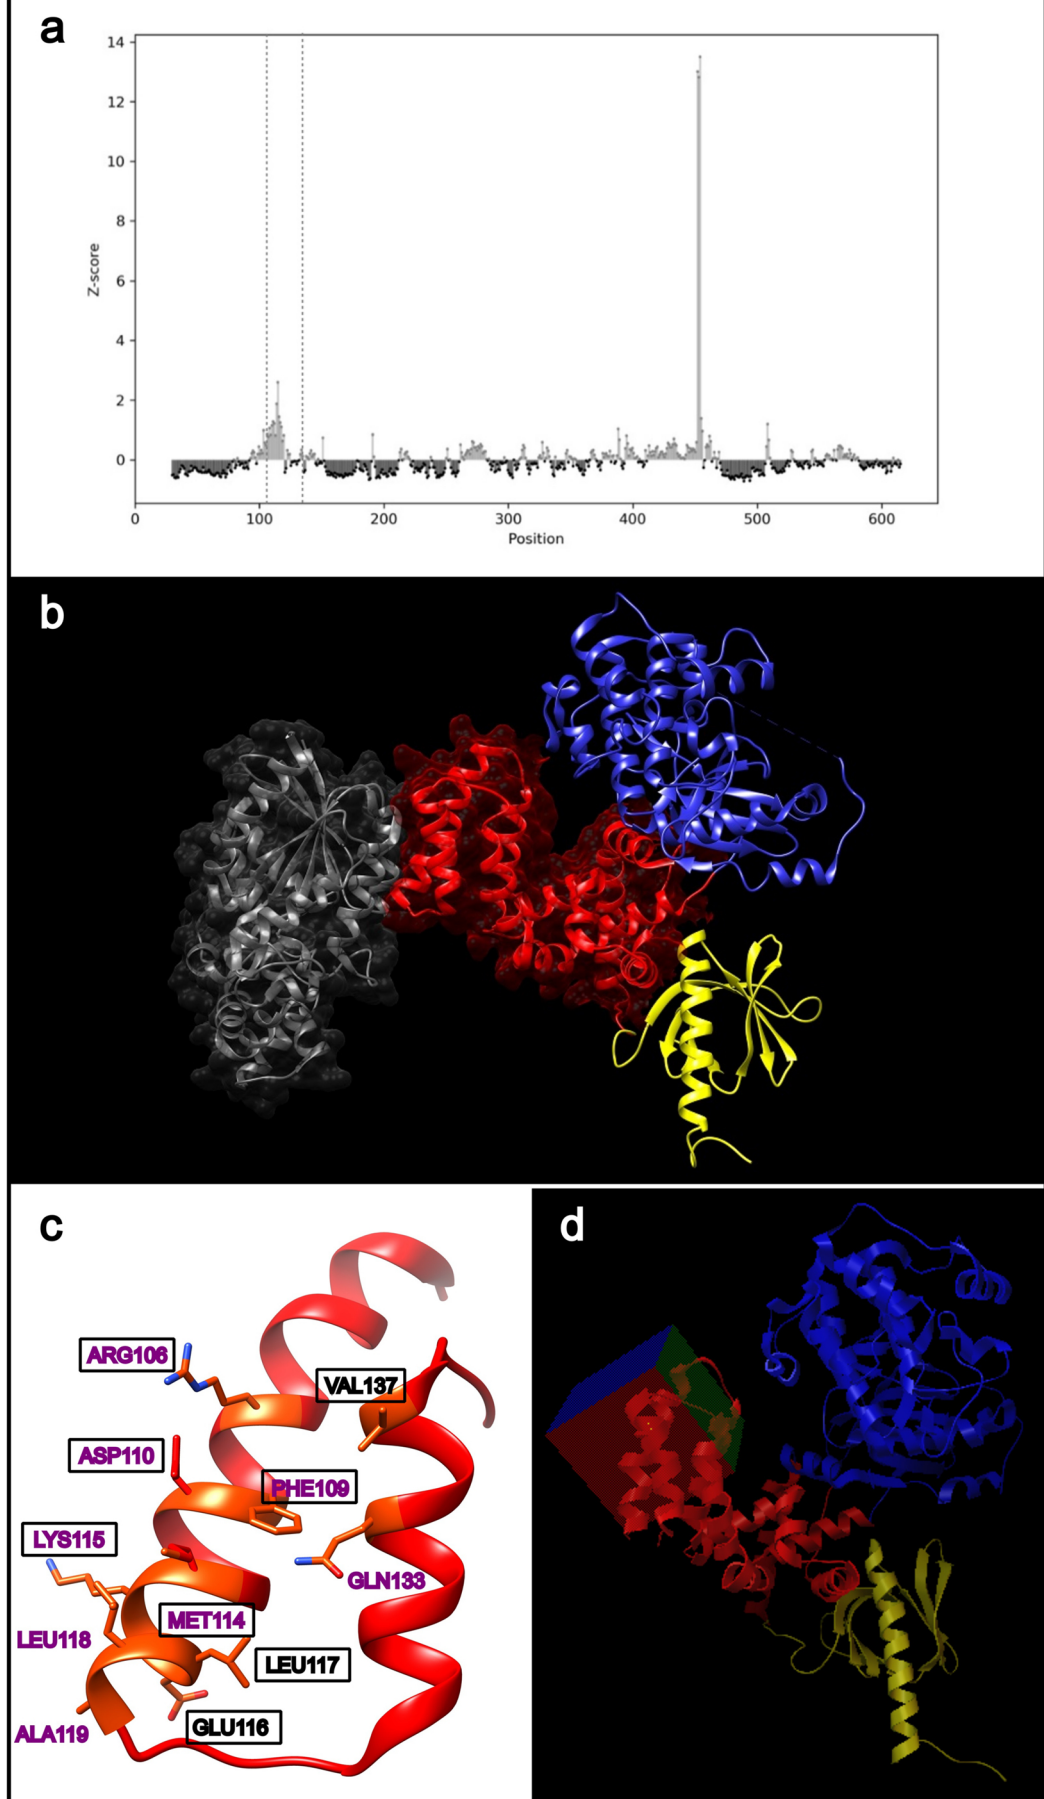 a
14
12
10
8
6
4
2
0
Z-score
0 100 200 300 400 500 600
Position
b
c
ARG106
VAL137
ASP110
PHE109
LYS115
GLN133
MET114
LEU118
LEU117
GLU116
ALA119
d